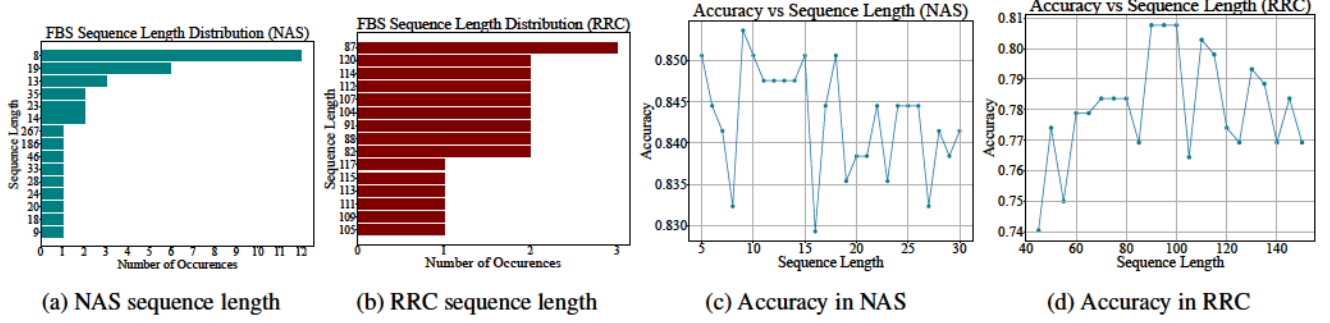 FBS Sequence Length Distribution (NAS)
Sequence Length
8
19
13
35
23
14
267
186
46
33
28
24
20
18
9
0 1 2 3 4 5 6 7 8 9 10 11 12
Number of Occurences
(a) NAS sequence length
FBS Sequence Length Distribution (RRC)
Sequence Length
87
120
114
112
107
104
91
88
82
117
115
113
111
109
105
0 1 2 3
Number of Occurences
(b) RRC sequence length
Accuracy vs Sequence Length (NAS)
Accuracy
0.850
0.845
0.840
0.835
0.830
5 10 15 20 25 30
Sequence Length
(c) Accuracy in NAS
Accuracy vs Sequence Length (RRC)
Accuracy
0.81
0.80
0.79
0.78
0.77
0.76
0.75
0.74
40 60 80 100 120 140
Sequence Length
(d) Accuracy in RRC